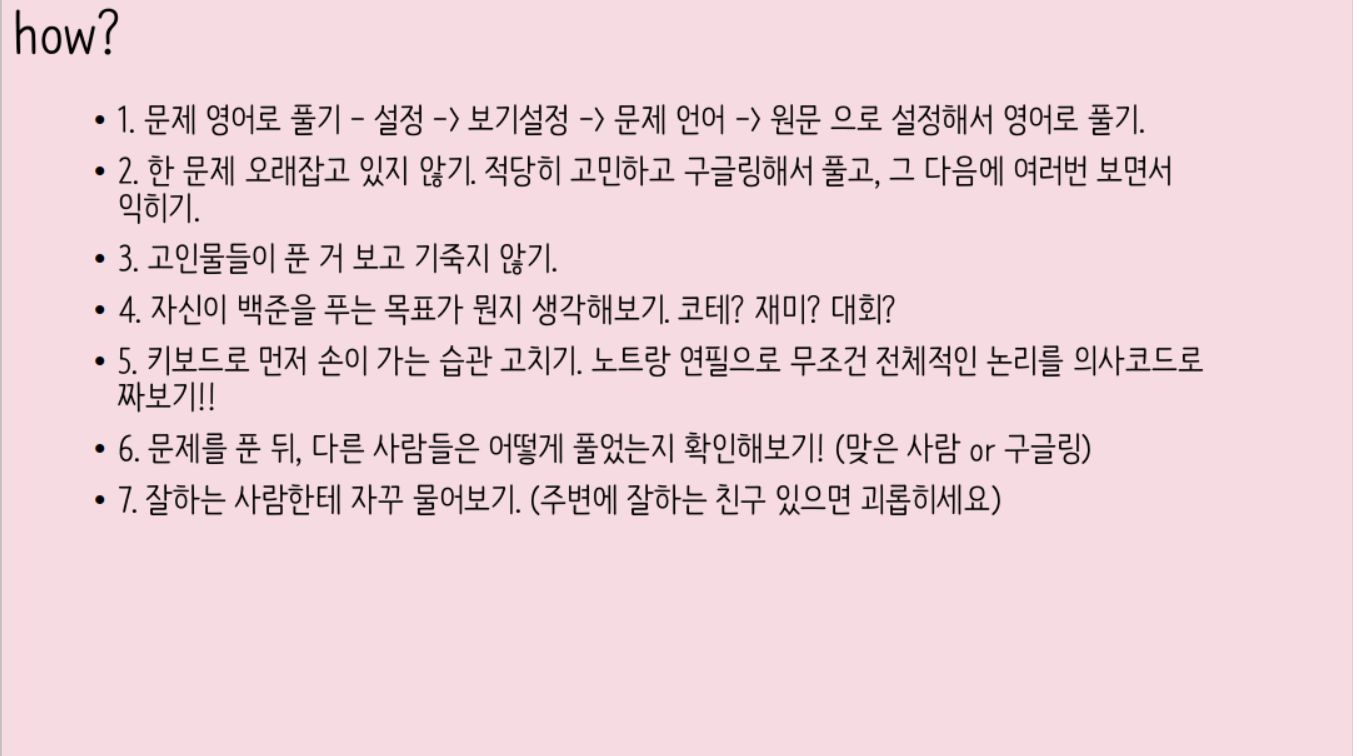 how?
• 1. 문제 영어로 풀기 - 설정 -> 보기설정 -> 문제 언어 -> 원문 으로 설정해서 영어로 풀기.
• 2. 한 문제 오래잡고 있지 않기. 적당히 고민하고 구글링해서 풀고, 그 다음에 여러번 보면서
익히기.
• 3. 고인물들이 푼 거 보고 기죽지 않기.
• 4. 자신이 백준을 푸는 목표가 뭔지 생각해보기. 코테? 재미? 대회?
• 5. 키보드로 먼저 손이 가는 습관 고치기. 노트랑 연필으로 무조건 전체적인 논리를 의사코드로
짜보기!!
• 6. 문제를 푼 뒤, 다른 사람들은 어떻게 풀었는지 확인해보기! (맞은 사람 or 구글링)
• 7. 잘하는 사람한테 자꾸 물어보기. (주변에 잘하는 친구 있으면 괴롭히세요)